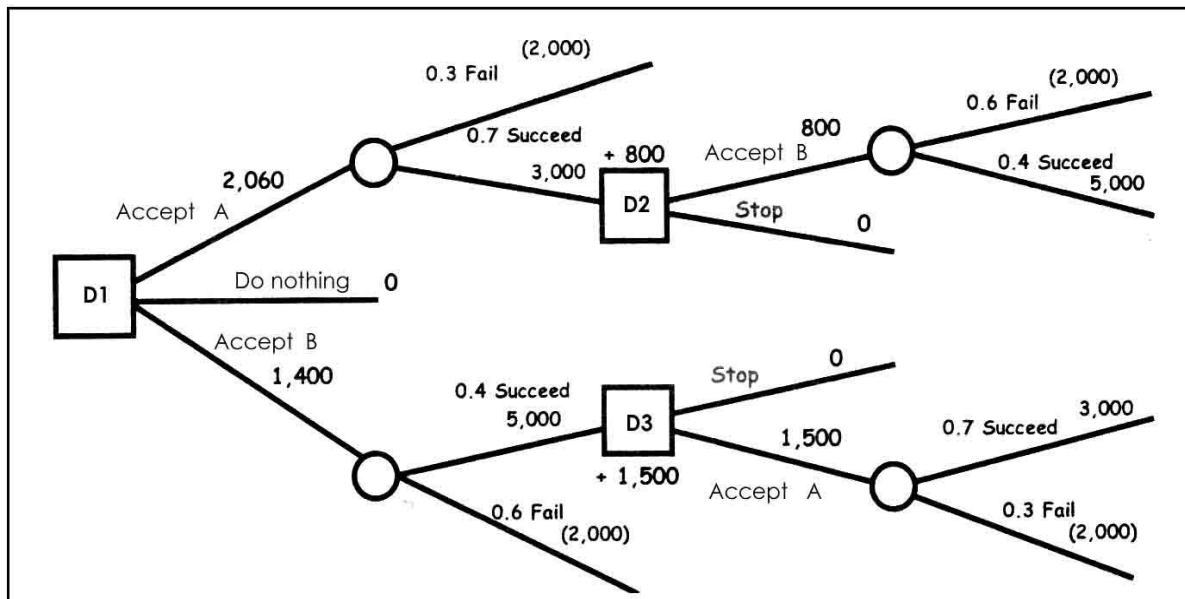 (2,000)
0.3 Fail
0.7 Succeed
3,000
2,060
Accept A
+ 800
D2
Accept B
800
(2,000)
0.6 Fail
0.4 Succeed
5,000
Stop
0
D1
Do nothing
0
Accept B
1,400
0.4 Succeed
5,000
0.6 Fail
(2,000)
D3
+ 1,500
Stop
0
1,500
Accept A
0.7 Succeed
3,000
0.3 Fail
(2,000)